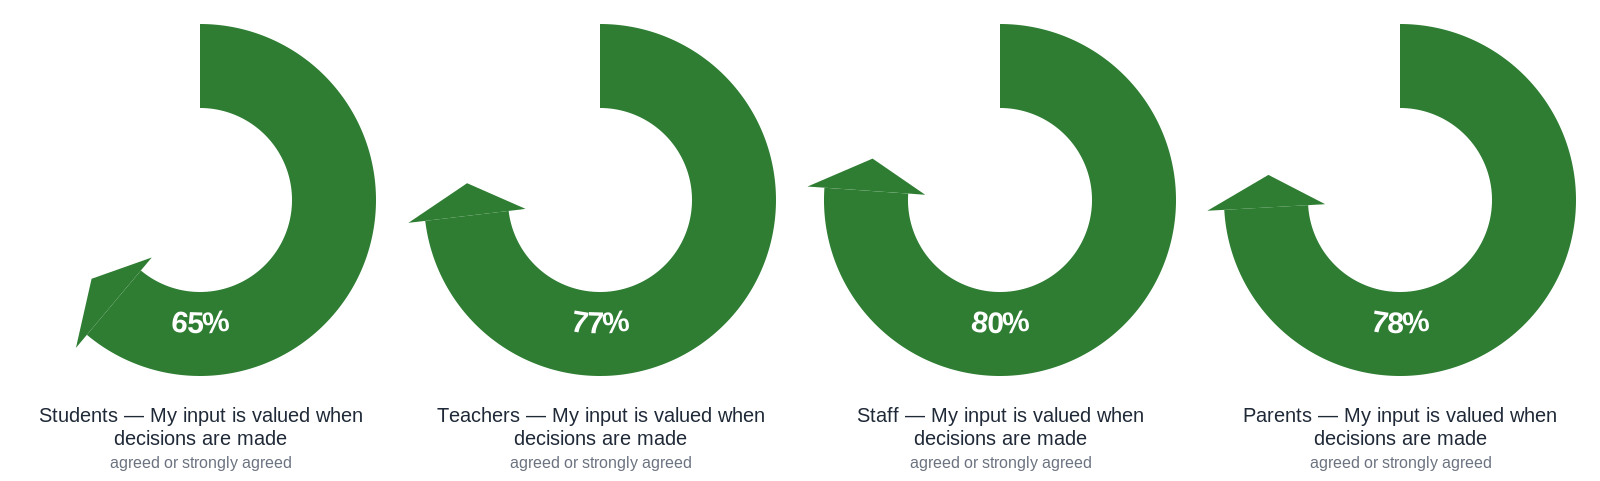 65%
77%
80%
78%
Students — My input is valued when
decisions are made
agreed or strongly agreed
Teachers — My input is valued when
decisions are made
agreed or strongly agreed
Staff — My input is valued when
decisions are made
agreed or strongly agreed
Parents — My input is valued when
decisions are made
agreed or strongly agreed